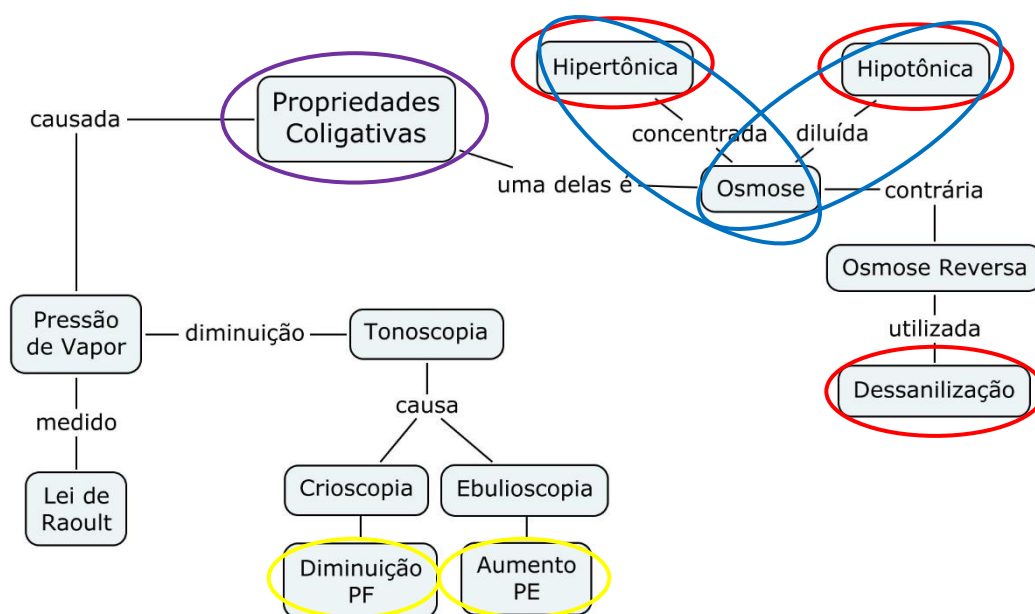 Hipertônica
Hipotônica
Propriedades
Coligativas
causada
concentrada
diluída
uma delas é
Osmose
contrária
Osmose Reversa
Pressão
de Vapor
diminuição
Tonoscopia
utilizada
Dessanilização
causa
medido
Lei de
Raoult
Crioscopia
Ebulioscopia
Diminuição
PF
Aumento
PE